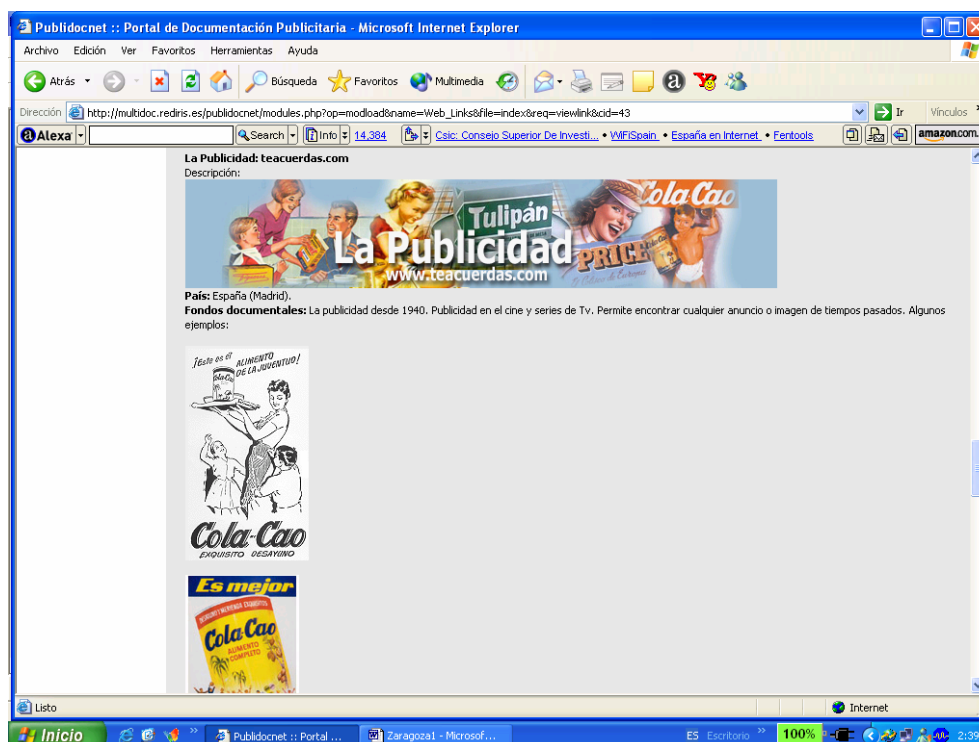 Publidocnet :: Portal de Documentación Publicitaria - Microsoft Internet Explorer
Archivo Edición Ver Favoritos Herramientas Ayuda
Atrás Búsqueda Favoritos Multimedia
Dirección http://multidoc.rediris.es/publidocnet/modules.php?op=modload&name=Web_Links&file=index&req=viewlink&cid=43 Ir Vínculos
Alexa Search Info 14,384 Csic: Consejo Superior De Investi... • WiFiSpain • España en Internet • Fentools amazon.com.
La Publicidad: teacuerdas.com
Descripción:
Tulipán Cola Cao
La Publicidad PRICE
www.teacuerdas.com
País: España (Madrid).
Fondos documentales: La publicidad desde 1940. Publicidad en el cine y series de Tv. Permite encontrar cualquier anuncio o imagen de tiempos pasados. Algunos
ejemplos:
¡Este es el ALIMENTO
DE LA JUVENTUD!
Cola-Cao
EXQUISITO DESAYUNO
Es mejor
DESAYUNO Y MERIENDA EXQUISITOS
Cola-Cao
ALIMENTO
COMPLETO
Listo Internet
Inicio Publidocnet :: Portal ... Zaragoza1 - Microsof... ES Escritorio 100% 2:39